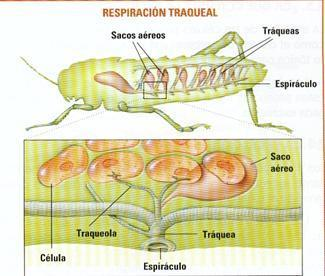 RESPIRACIÓN TRAQUEAL
Sacos aéreos
Tráqueas
Espiráculo
Saco
aéreo
Traqueola
Tráquea
Célula
Espiráculo